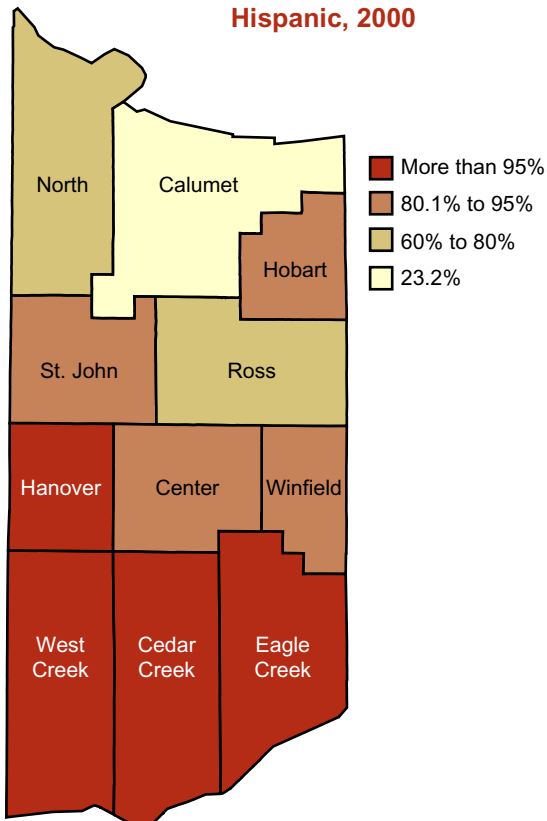 Hispanic, 2000
More than 95%
80.1% to 95%
60% to 80%
23.2%
North
Calumet
Hobart
St. John
Ross
Hanover
Center
Winfield
West
Creek
Cedar
Creek
Eagle
Creek